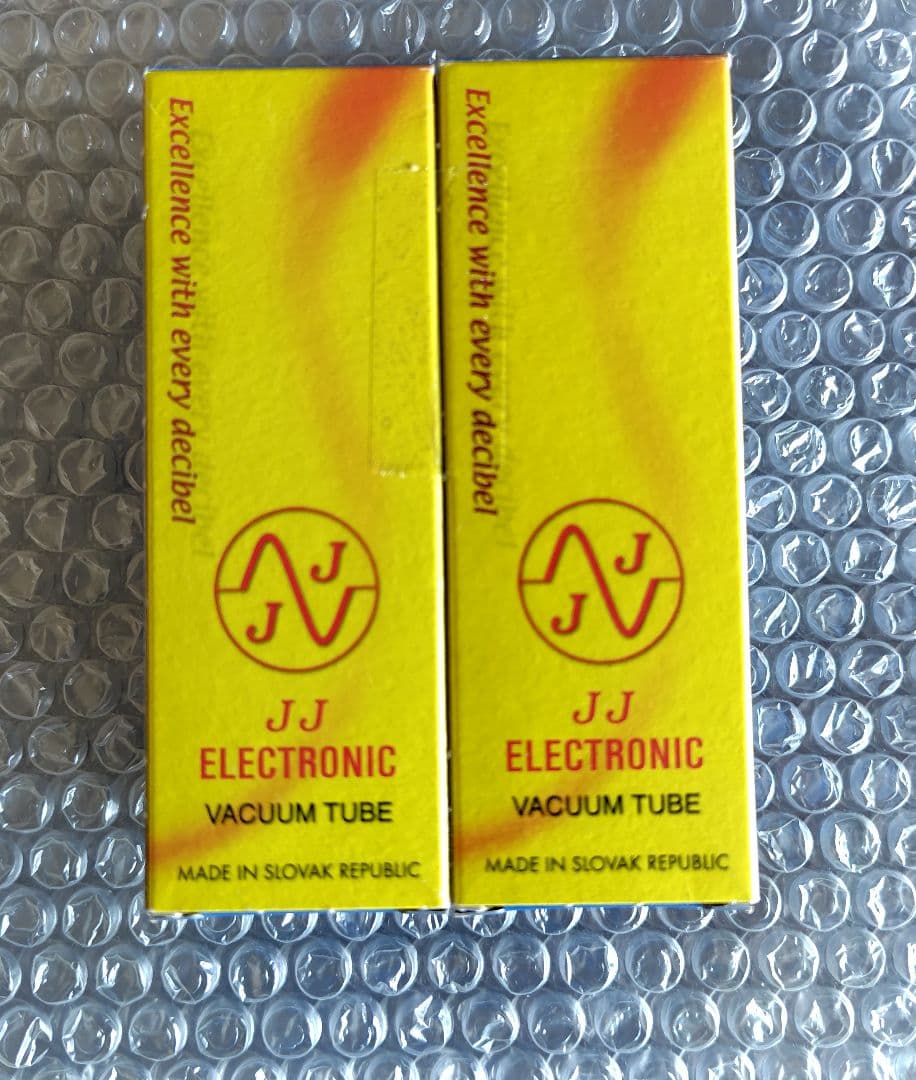 Excellence with every decibel
J
J
JJ
ELECTRONIC
VACUUM TUBE
MADE IN SLOVAK REPUBLIC
Excellence with every decibel
J
J
JJ
ELECTRONIC
VACUUM TUBE
MADE IN SLOVAK REPUBLIC